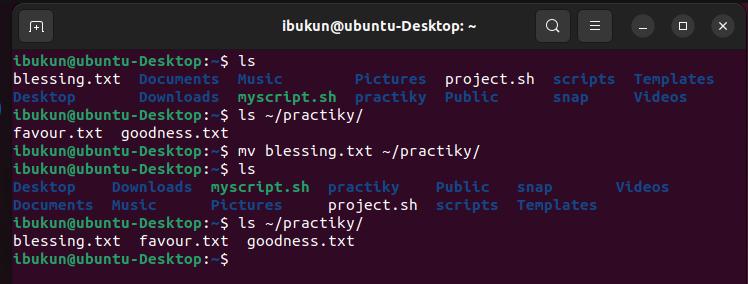 ibukun@ubuntu-Desktop: ~
ibukun@ubuntu-Desktop:~$ ls
blessing.txt  Documents  Music         Pictures  project.sh  scripts  Templates
Desktop       Downloads  myscript.sh  practiky  Public      snap     Videos
ibukun@ubuntu-Desktop:~$ ls ~/practiky/
favour.txt  goodness.txt
ibukun@ubuntu-Desktop:~$ mv blessing.txt ~/practiky/
ibukun@ubuntu-Desktop:~$ ls
Desktop    Downloads  myscript.sh  practiky    Public   snap       Videos
Documents  Music      Pictures     project.sh  scripts  Templates
ibukun@ubuntu-Desktop:~$ ls ~/practiky/
blessing.txt  favour.txt  goodness.txt
ibukun@ubuntu-Desktop:~$